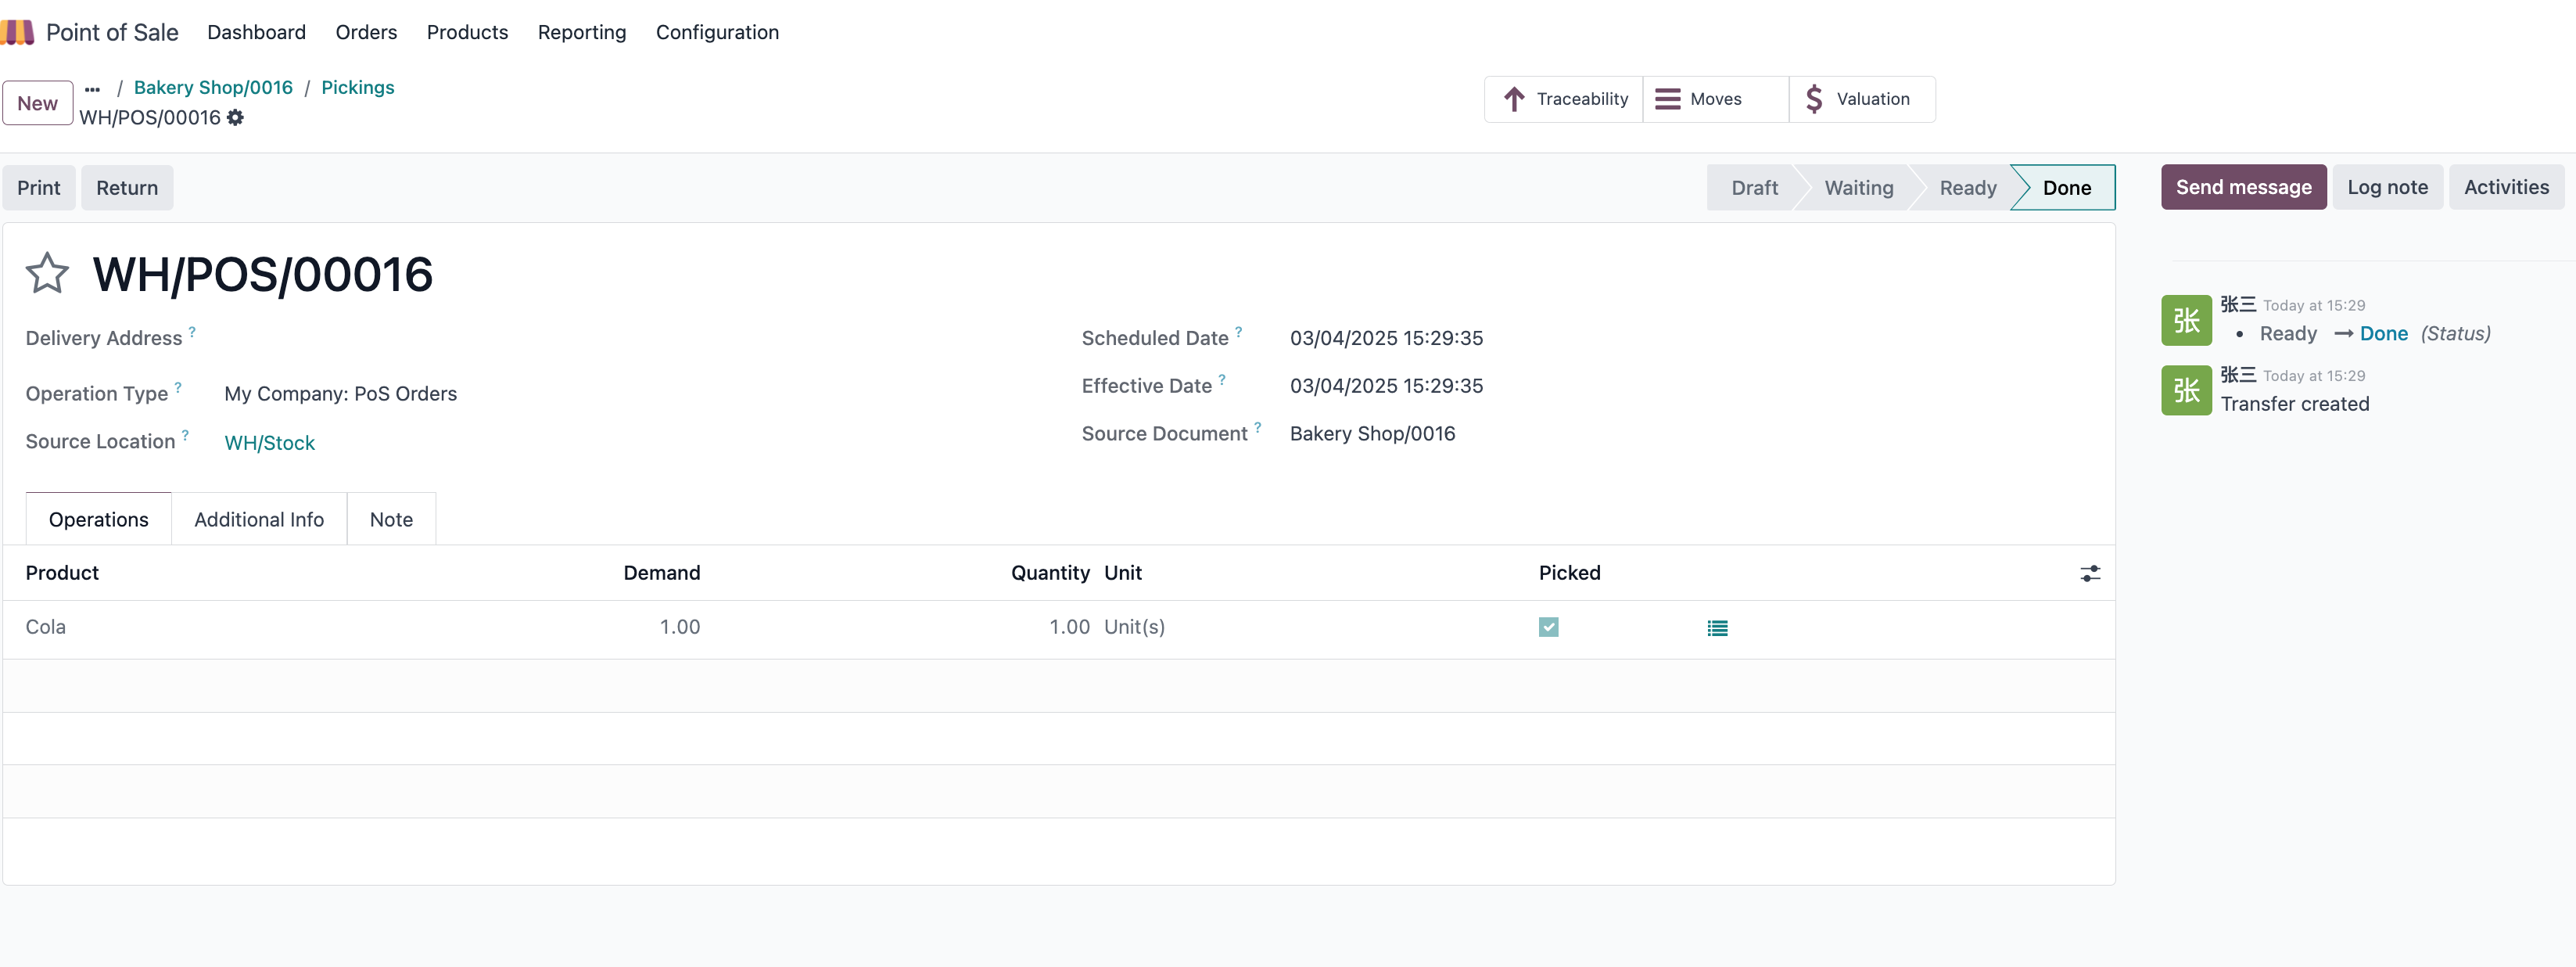 Point of Sale Dashboard Orders Products Reporting Configuration
New ... / Bakery Shop/0016 / Pickings
WH/POS/00016
Traceability Moves Valuation
Print Return
Draft Waiting Ready Done
Send message Log note Activities
WH/POS/00016
Delivery Address ?
Scheduled Date ? 03/04/2025 15:29:35
Operation Type ? My Company: PoS Orders
Effective Date ? 03/04/2025 15:29:35
Source Location ? WH/Stock
Source Document ? Bakery Shop/0016
Operations Additional Info Note
Product Demand Quantity Unit Picked
Cola 1.00 1.00 Unit(s)
张 张三 Today at 15:29
• Ready → Done (Status)
张 张三 Today at 15:29
Transfer created